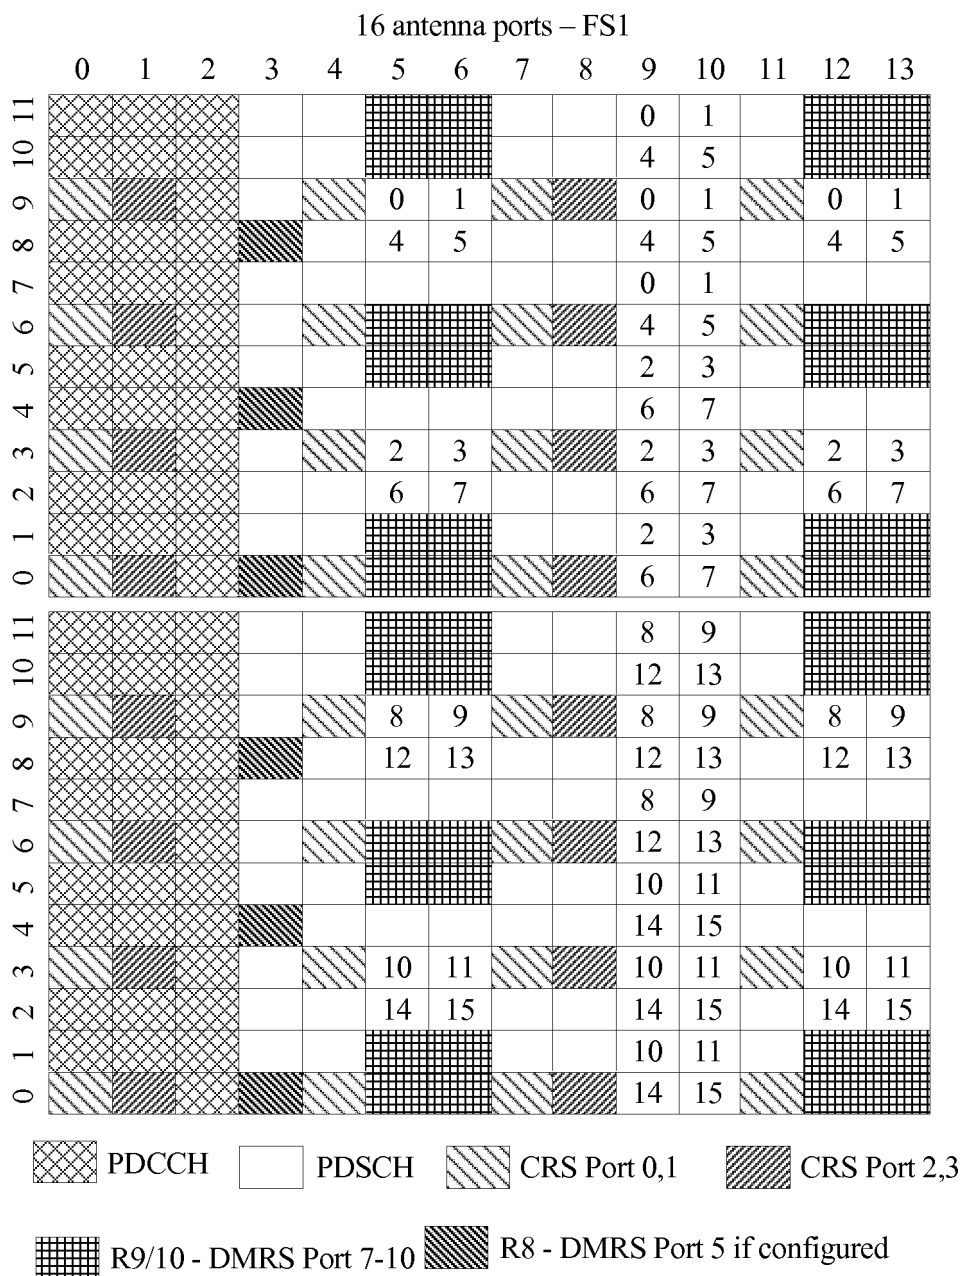 16 antenna ports – FS1
0 1 2 3 4 5 6 7 8 9 10 11 12 13
11 0 1
10 4 5
9 0 1 0 1 0 1
8 4 5 4 5 4 5
7 0 1
6 4 5
5 2 3
4 6 7
3 2 3 2 3 2 3
2 6 7 6 7 6 7
1 2 3
0 6 7
11 8 9
10 12 13
9 8 9 8 9 8 9
8 12 13 12 13 12 13
7 8 9
6 12 13
5 10 11
4 14 15
3 10 11 10 11 10 11
2 14 15 14 15 14 15
1 10 11
0 14 15
PDCCH PDSCH CRS Port 0,1 CRS Port 2,3
R9/10 - DMRS Port 7-10 R8 - DMRS Port 5 if configured